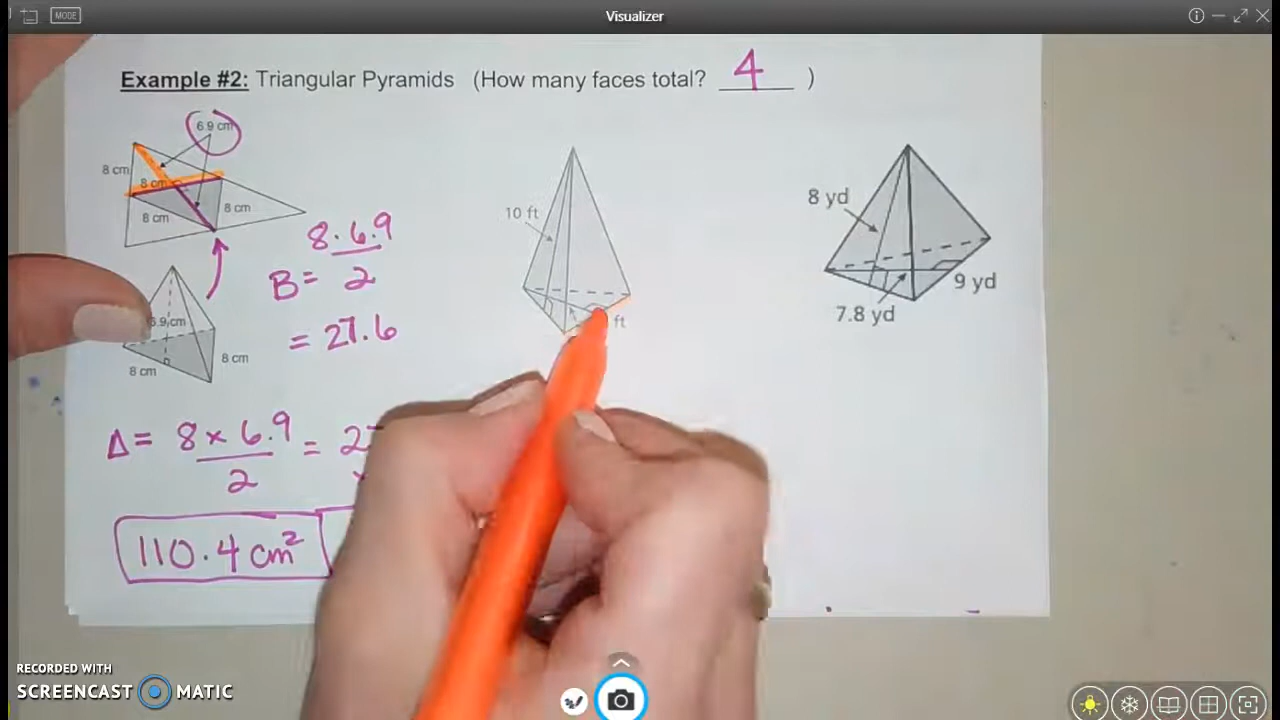 MODE
Visualizer
Example #2: Triangular Pyramids (How many faces total? 4 )
6.9 cm
8 cm
8 cm
8 cm
8 cm
8 · 6.9
B = 2
= 27.6
6.9 cm
8 cm
8 cm
Δ = 8 x 6.9 = 2
2
110.4 cm²
10 ft
ft
8 yd
9 yd
7.8 yd
RECORDED WITH
SCREENCAST MATIC